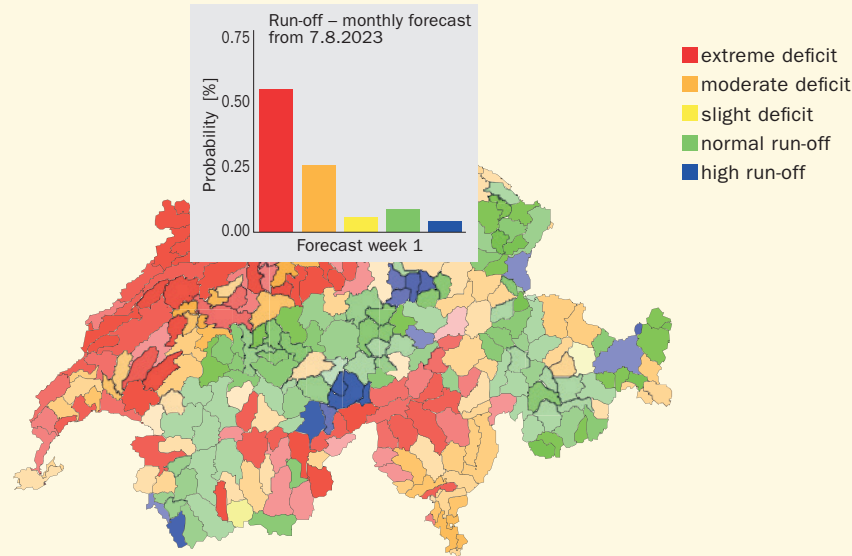 Run-off – monthly forecast
from 7.8.2023
Probability [%]
0.75
0.50
0.25
0.00
Forecast week 1
extreme deficit
moderate deficit
slight deficit
normal run-off
high run-off